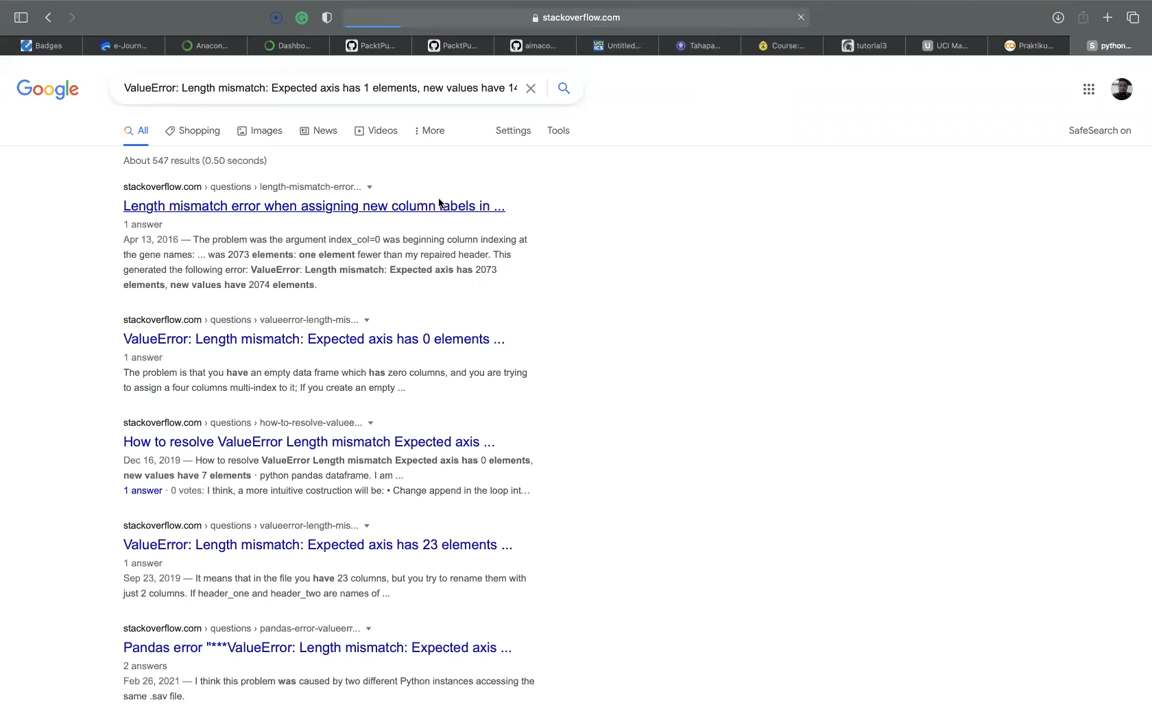 stackoverflow.com
Badges
e-Journ...
Anacon...
Dashbo...
PacktPu...
PacktPu...
aimaco...
Untitled...
Tahapa...
Course:...
tutorial3
UCI Ma...
Praktiku...
S python...
Google
ValueError: Length mismatch: Expected axis has 1 elements, new values have 14
All
Shopping
Images
News
Videos
More
Settings
Tools
SafeSearch on
About 547 results (0.50 seconds)
stackoverflow.com › questions › length-mismatch-error...
Length mismatch error when assigning new column labels in ...
1 answer
Apr 13, 2016 — The problem was the argument index_col=0 was beginning column indexing at
the gene names: ... was 2073 elements: one element fewer than my repaired header. This
generated the following error: ValueError: Length mismatch: Expected axis has 2073
elements, new values have 2074 elements.
stackoverflow.com › questions › valueerror-length-mis...
ValueError: Length mismatch: Expected axis has 0 elements ...
1 answer
The problem is that you have an empty data frame which has zero columns, and you are trying
to assign a four columns multi-index to it; If you create an empty ...
stackoverflow.com › questions › how-to-resolve-valuee...
How to resolve ValueError Length mismatch Expected axis ...
Dec 16, 2019 — How to resolve ValueError Length mismatch Expected axis has 0 elements,
new values have 7 elements · python pandas dataframe. I am ...
1 answer · 0 votes: I think, a more intuitive costruction will be: • Change append in the loop int...
stackoverflow.com › questions › valueerror-length-mis...
ValueError: Length mismatch: Expected axis has 23 elements ...
1 answer
Sep 23, 2019 — It means that in the file you have 23 columns, but you try to rename them with
just 2 columns. If header_one and header_two are names of ...
stackoverflow.com › questions › pandas-error-valueerr...
Pandas error "***ValueError: Length mismatch: Expected axis ...
2 answers
Feb 26, 2021 — I think this problem was caused by two different Python instances accessing the
same .sav file.